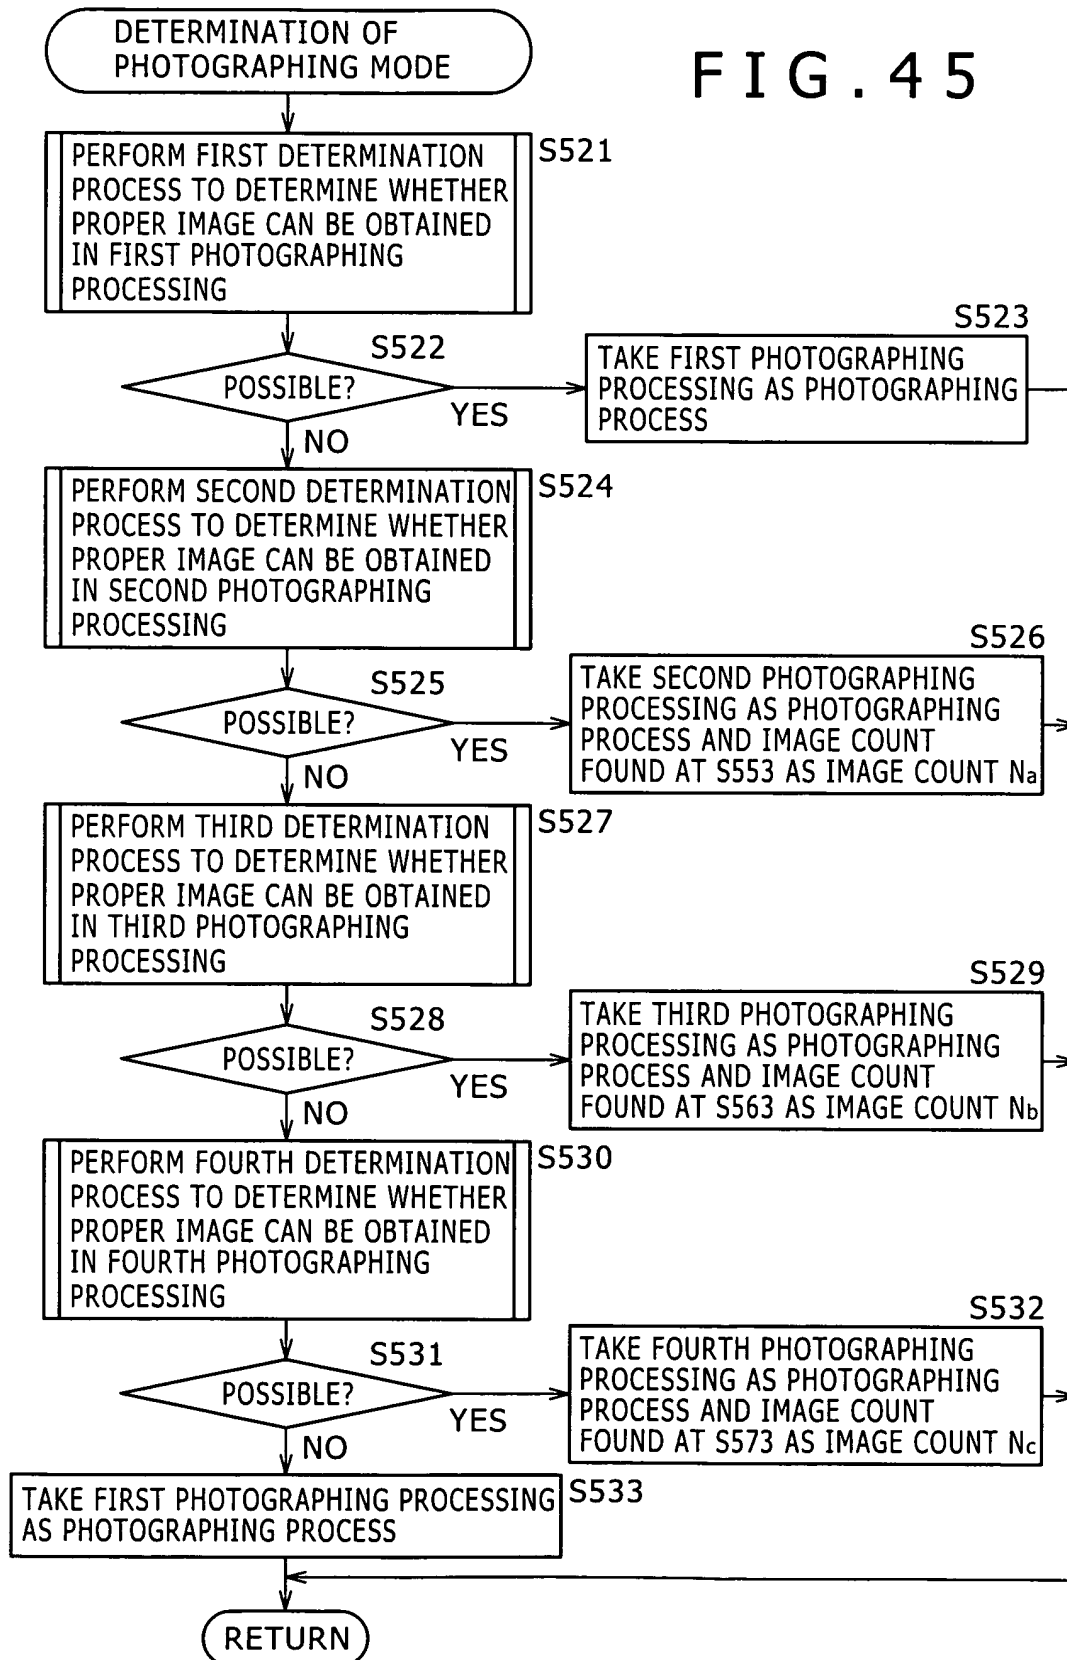 DETERMINATION OF
PHOTOGRAPHING MODE
FIG.45
PERFORM FIRST DETERMINATION
PROCESS TO DETERMINE WHETHER
PROPER IMAGE CAN BE OBTAINED
IN FIRST PHOTOGRAPHING
PROCESSING
S521
S522
POSSIBLE?
YES
NO
S523
TAKE FIRST PHOTOGRAPHING
PROCESSING AS PHOTOGRAPHING
PROCESS
PERFORM SECOND DETERMINATION
PROCESS TO DETERMINE WHETHER
PROPER IMAGE CAN BE OBTAINED
IN SECOND PHOTOGRAPHING
PROCESSING
S524
S525
POSSIBLE?
YES
NO
S526
TAKE SECOND PHOTOGRAPHING
PROCESSING AS PHOTOGRAPHING
PROCESS AND IMAGE COUNT
FOUND AT S553 AS IMAGE COUNT Na
PERFORM THIRD DETERMINATION
PROCESS TO DETERMINE WHETHER
PROPER IMAGE CAN BE OBTAINED
IN THIRD PHOTOGRAPHING
PROCESSING
S527
S528
POSSIBLE?
YES
NO
S529
TAKE THIRD PHOTOGRAPHING
PROCESSING AS PHOTOGRAPHING
PROCESS AND IMAGE COUNT
FOUND AT S563 AS IMAGE COUNT Nb
PERFORM FOURTH DETERMINATION
PROCESS TO DETERMINE WHETHER
PROPER IMAGE CAN BE OBTAINED
IN FOURTH PHOTOGRAPHING
PROCESSING
S530
S531
POSSIBLE?
YES
NO
S532
TAKE FOURTH PHOTOGRAPHING
PROCESSING AS PHOTOGRAPHING
PROCESS AND IMAGE COUNT
FOUND AT S573 AS IMAGE COUNT Nc
TAKE FIRST PHOTOGRAPHING PROCESSING
AS PHOTOGRAPHING PROCESS
S533
RETURN